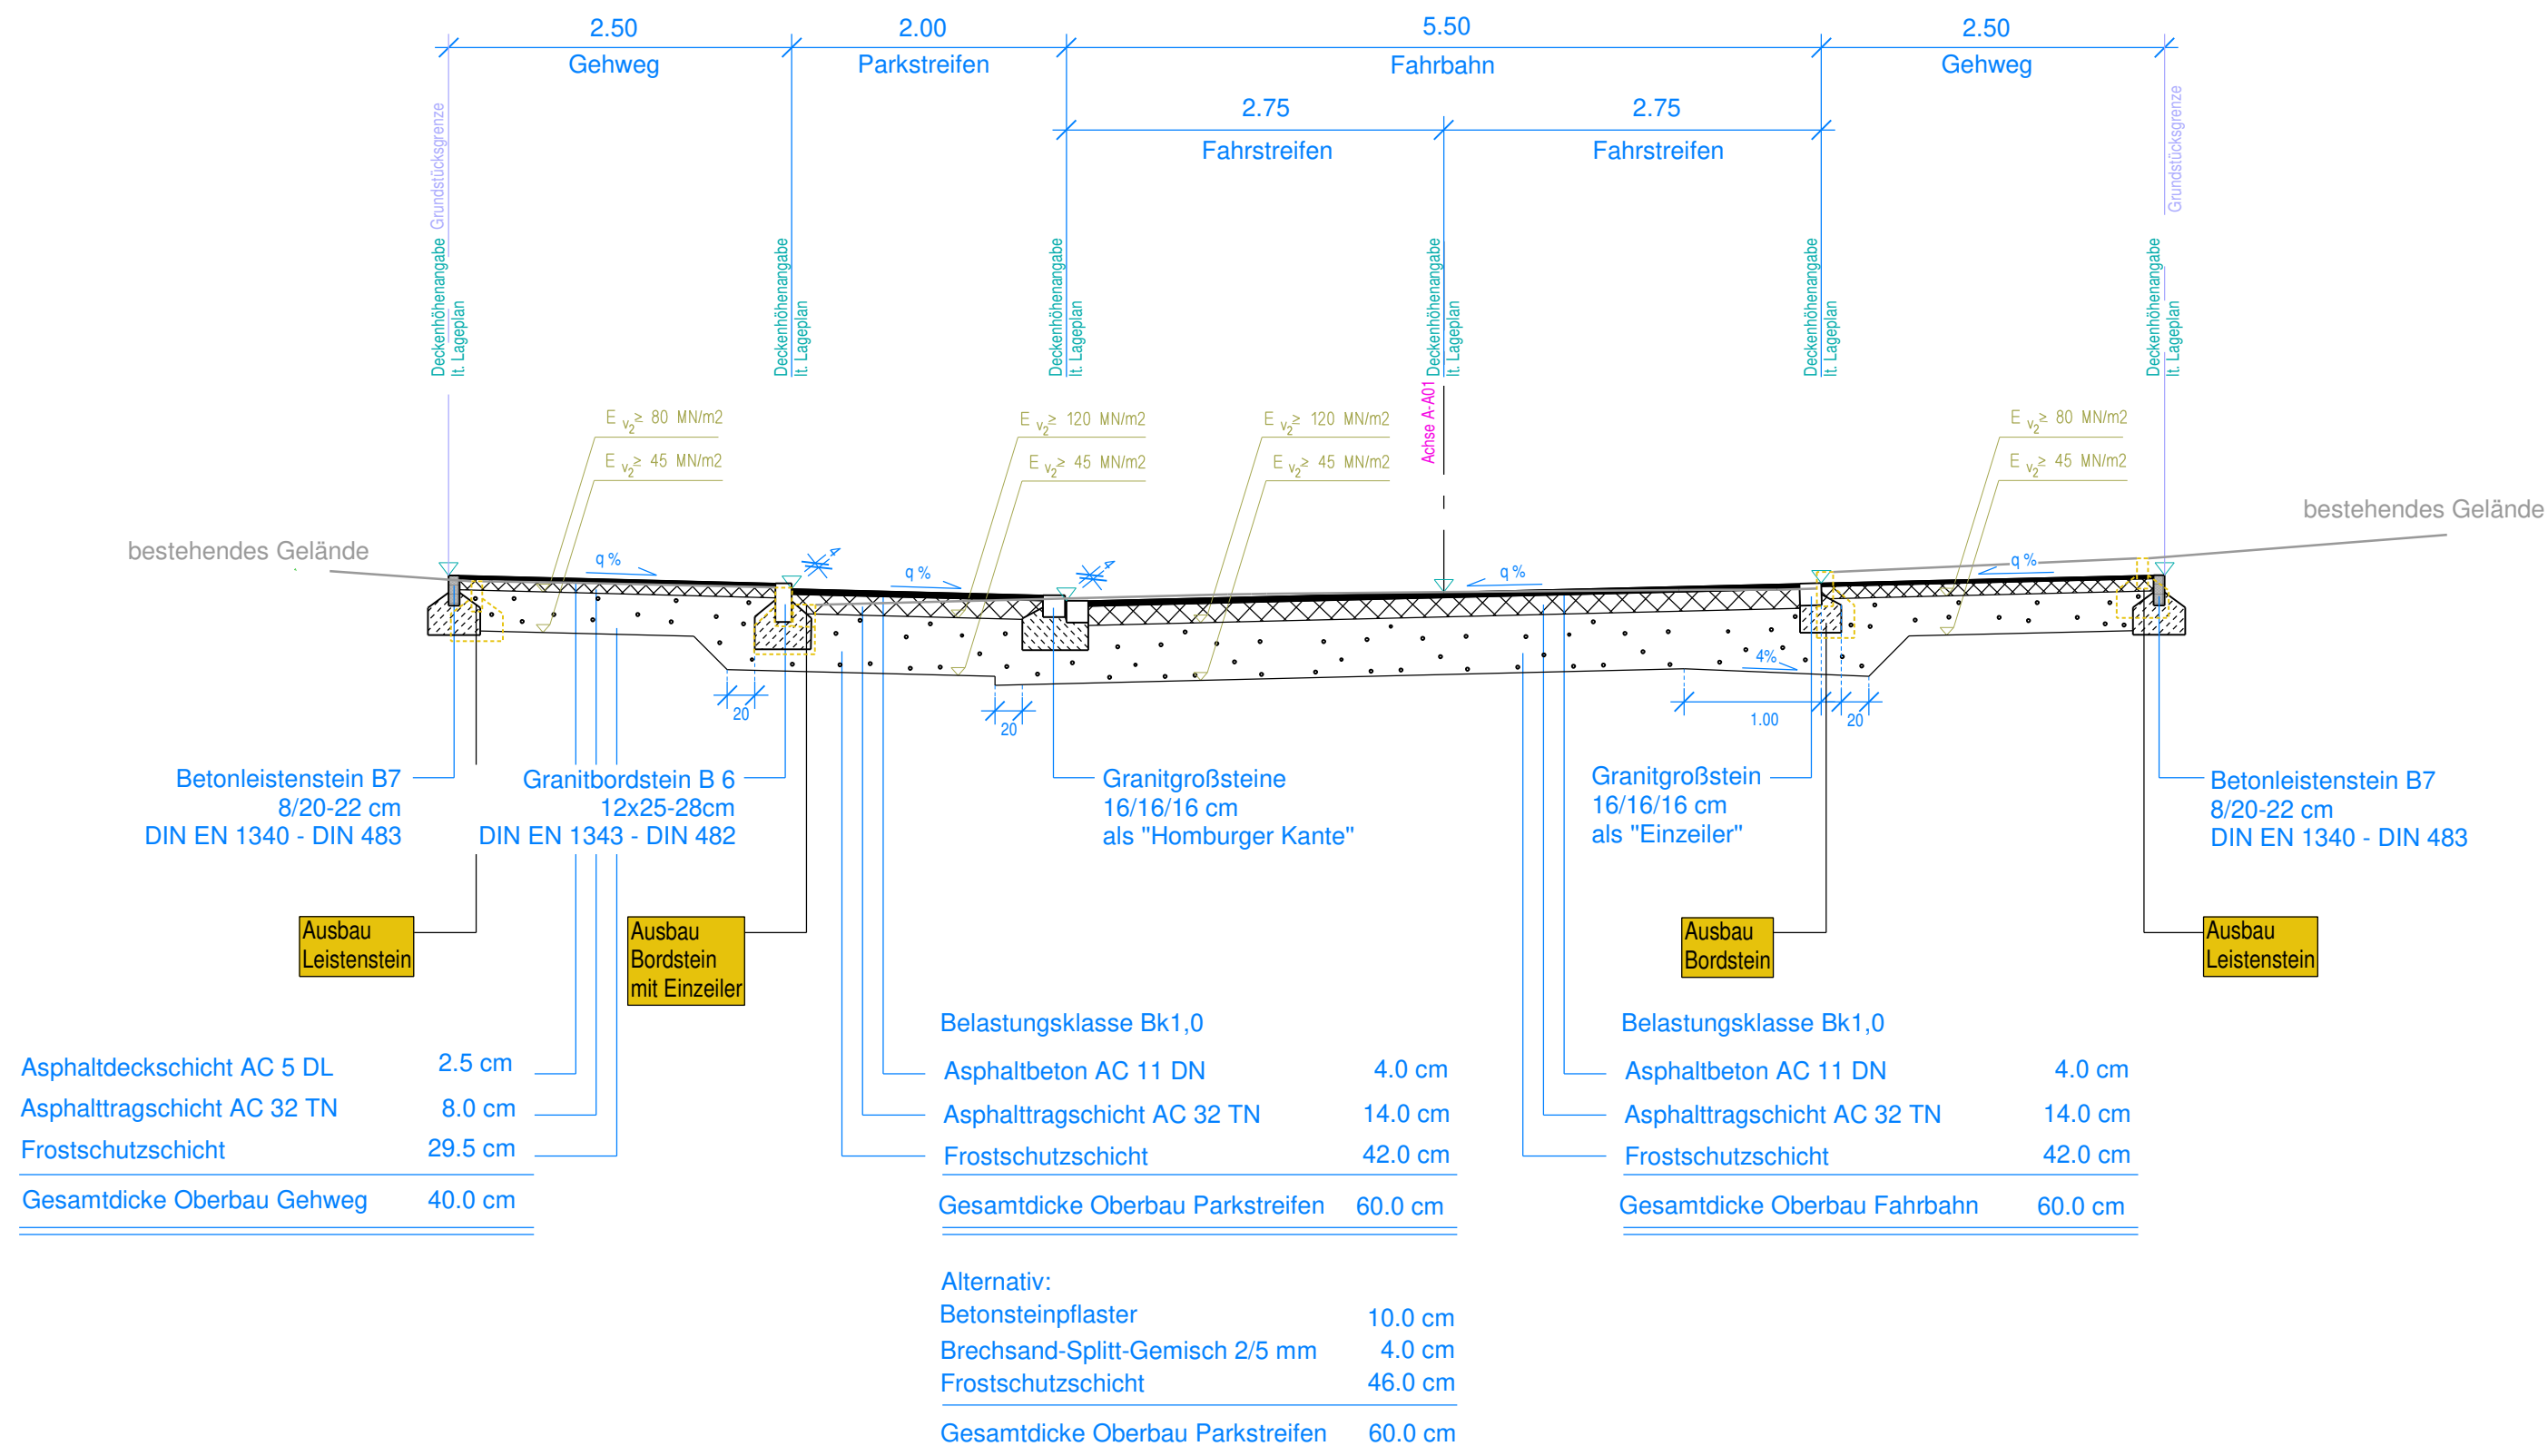 2.50
2.00
5.50
2.50
Gehweg
Parkstreifen
Fahrbahn
Gehweg
2.75
2.75
Fahrstreifen
Fahrstreifen
Grundstücksgrenze
Grundstücksgrenze
Deckenhöhenangabe
lt. Lageplan
Deckenhöhenangabe
lt. Lageplan
Deckenhöhenangabe
lt. Lageplan
Deckenhöhenangabe
lt. Lageplan
Deckenhöhenangabe
lt. Lageplan
Deckenhöhenangabe
lt. Lageplan
Achse A-A01
E v2≥ 80 MN/m2
E v2≥ 45 MN/m2
E v2≥ 120 MN/m2
E v2≥ 45 MN/m2
E v2≥ 120 MN/m2
E v2≥ 45 MN/m2
E v2≥ 80 MN/m2
E v2≥ 45 MN/m2
bestehendes Gelände
bestehendes Gelände
q %
4
q %
4
q %
q %
4%
20
20
1.00
20
Betonleistenstein B7
8/20-22 cm
DIN EN 1340 - DIN 483
Granitbordstein B 6
12x25-28cm
DIN EN 1343 - DIN 482
Granitgroßsteine
16/16/16 cm
als "Homburger Kante"
Granitgroßstein
16/16/16 cm
als "Einzeiler"
Betonleistenstein B7
8/20-22 cm
DIN EN 1340 - DIN 483
Ausbau
Leistenstein
Ausbau
Bordstein
mit Einzeiler
Ausbau
Bordstein
Ausbau
Leistenstein
Asphaltdeckschicht AC 5 DL 2.5 cm
Asphalttragschicht AC 32 TN 8.0 cm
Frostschutzschicht 29.5 cm
Gesamtdicke Oberbau Gehweg 40.0 cm
Belastungsklasse Bk1,0
Asphaltbeton AC 11 DN 4.0 cm
Asphalttragschicht AC 32 TN 14.0 cm
Frostschutzschicht 42.0 cm
Gesamtdicke Oberbau Parkstreifen 60.0 cm
Belastungsklasse Bk1,0
Asphaltbeton AC 11 DN 4.0 cm
Asphalttragschicht AC 32 TN 14.0 cm
Frostschutzschicht 42.0 cm
Gesamtdicke Oberbau Fahrbahn 60.0 cm
Alternativ:
Betonsteinpflaster 10.0 cm
Brechsand-Splitt-Gemisch 2/5 mm 4.0 cm
Frostschutzschicht 46.0 cm
Gesamtdicke Oberbau Parkstreifen 60.0 cm